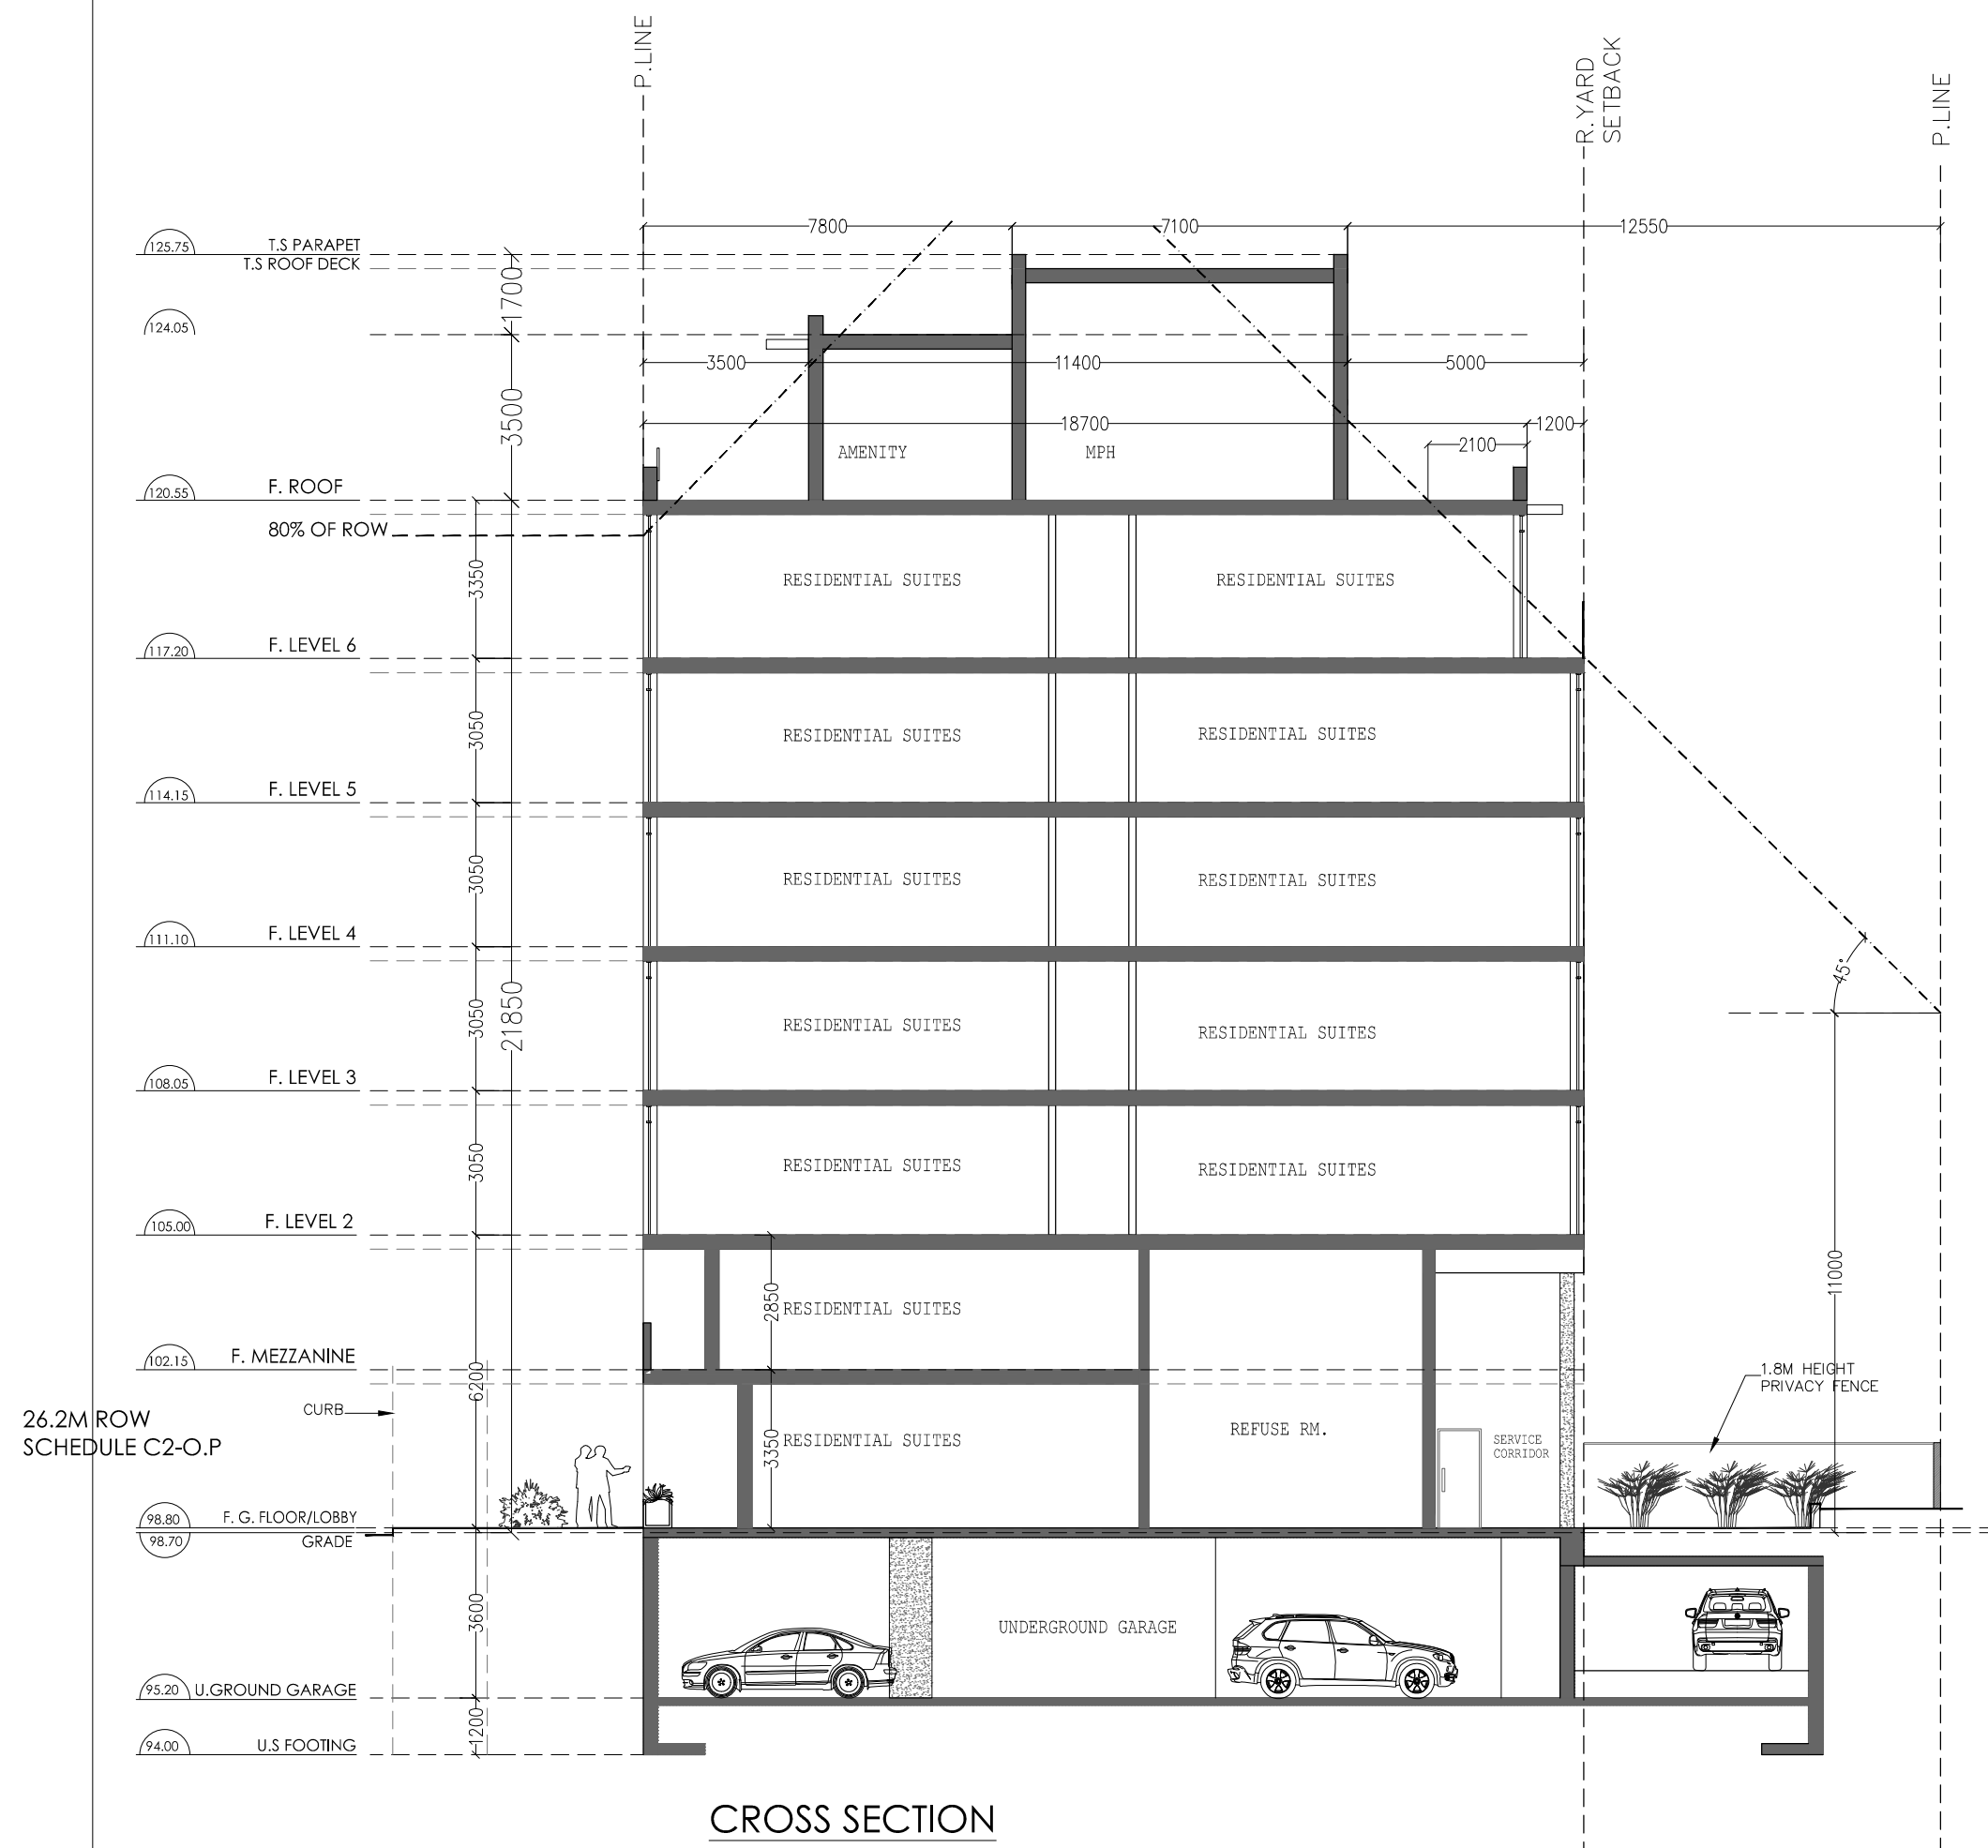 P.LINE
R.YARD
SETBACK
P.LINE
7800
7100
12550
125.75
T.S PARAPET
T.S ROOF DECK
1700
124.05
3500
11400
5000
3500
18700
1200
2100
AMENITY
MPH
120.55
F. ROOF
80% OF ROW
3350
RESIDENTIAL SUITES
RESIDENTIAL SUITES
117.20
F. LEVEL 6
3050
RESIDENTIAL SUITES
RESIDENTIAL SUITES
114.15
F. LEVEL 5
3050
RESIDENTIAL SUITES
RESIDENTIAL SUITES
111.10
F. LEVEL 4
45°
3050
21850
RESIDENTIAL SUITES
RESIDENTIAL SUITES
108.05
F. LEVEL 3
3050
RESIDENTIAL SUITES
RESIDENTIAL SUITES
105.00
F. LEVEL 2
2850
RESIDENTIAL SUITES
11000
102.15
F. MEZZANINE
6200
1.8M HEIGHT
PRIVACY FENCE
26.2M ROW
SCHEDULE C2-O.P
CURB
3350
RESIDENTIAL SUITES
REFUSE RM.
SERVICE
CORRIDOR
98.80
F. G. FLOOR/LOBBY
98.70
GRADE
3600
UNDERGROUND GARAGE
95.20
U.GROUND GARAGE
1200
94.00
U.S FOOTING
CROSS SECTION